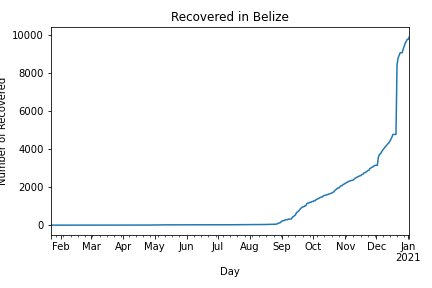 Recovered in Belize
Number of Recovered
10000
8000
6000
4000
2000
0
Feb Mar Apr May Jun Jul Aug Sep Oct Nov Dec Jan
2021
Day